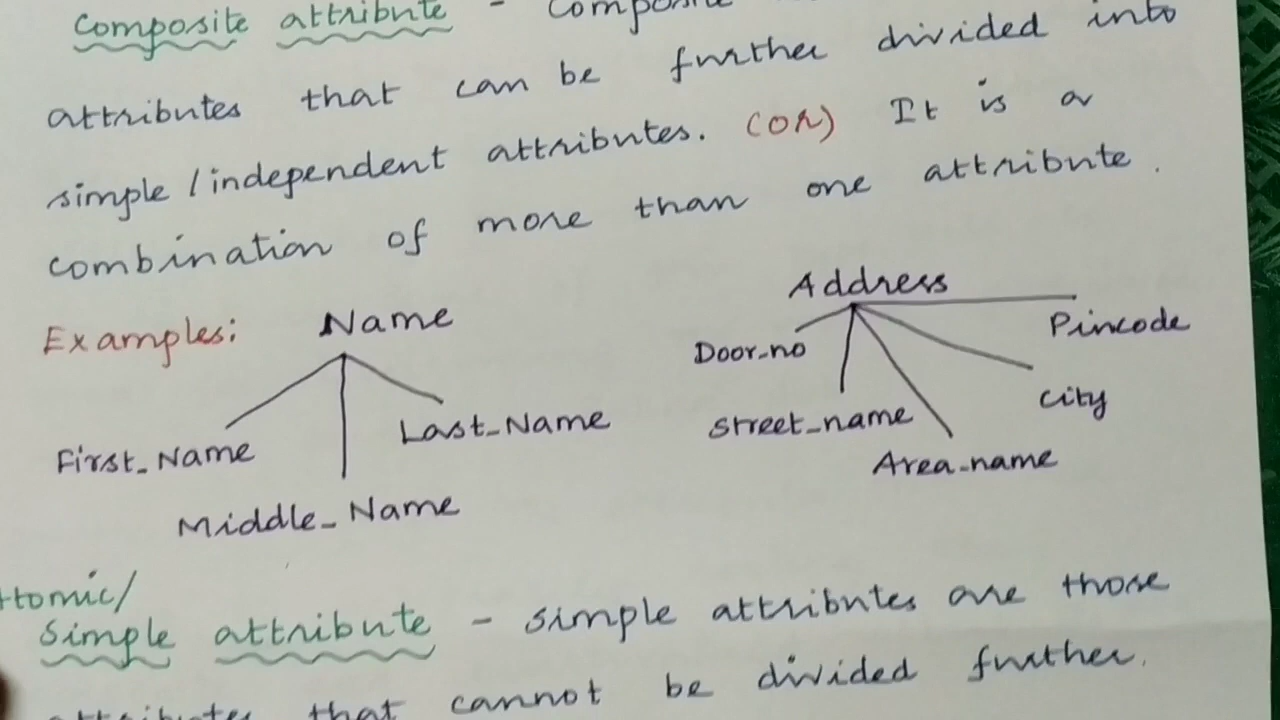 Composite attribute - Composite
attributes that can be further divided into
simple / independent attributes. (OR) It is a
combination of more than one attribute.
Examples:
Name
First_Name
Middle_Name
Last_Name
Address
Door_no
Street_name
Area_name
City
Pincode
Atomic/
Simple attribute - simple attributes are those
attributes that cannot be divided further.